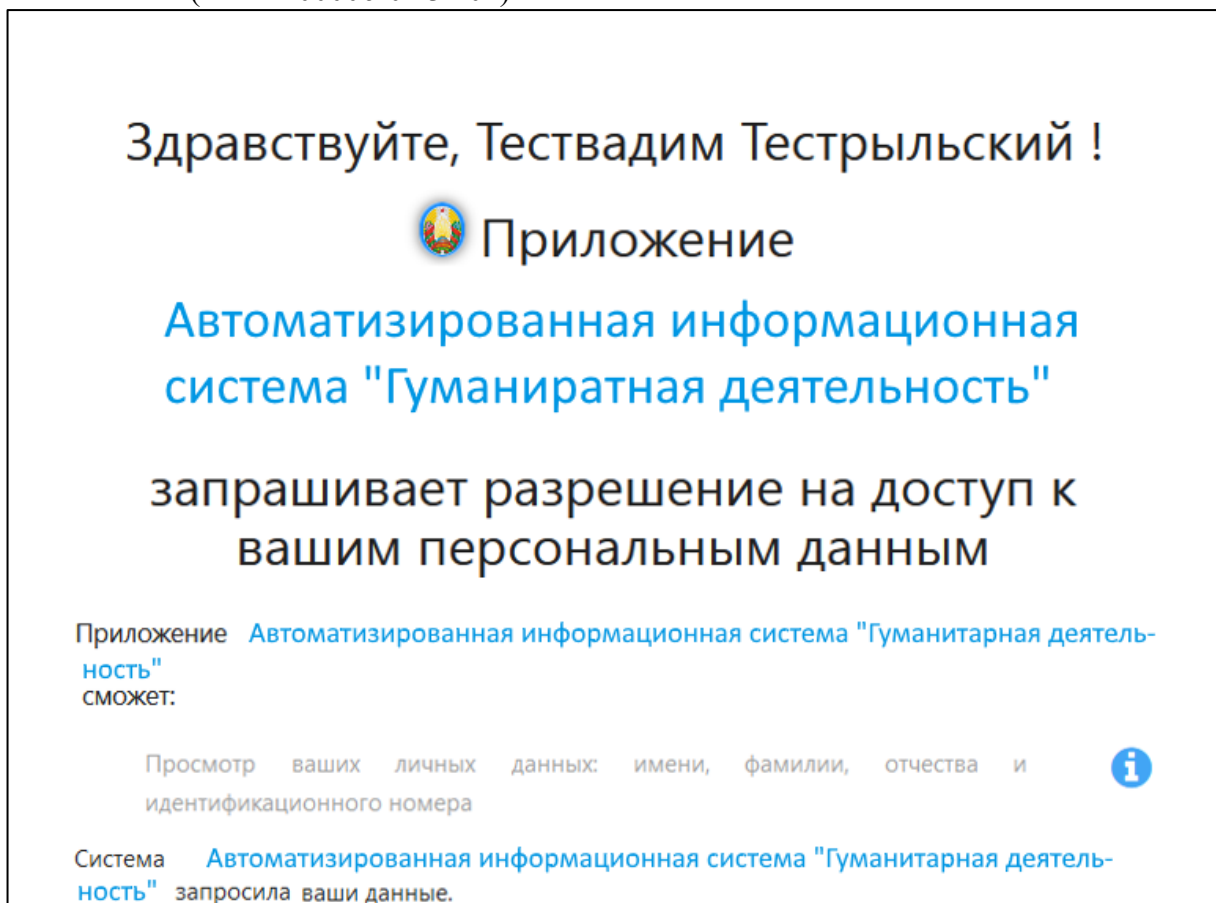 Здравствуйте, Тествадим Тестрыльский !
Приложение
Автоматизированная информационная
система "Гуманиратная деятельность"
запрашивает разрешение на доступ к
вашим персональным данным
Приложение Автоматизированная информационная система "Гуманитарная деятель-
ность"
сможет:
Просмотр ваших личных данных: имени, фамилии, отчества и
идентификационного номера
Система Автоматизированная информационная система "Гуманитарная деятель-
ность" запросила ваши данные.